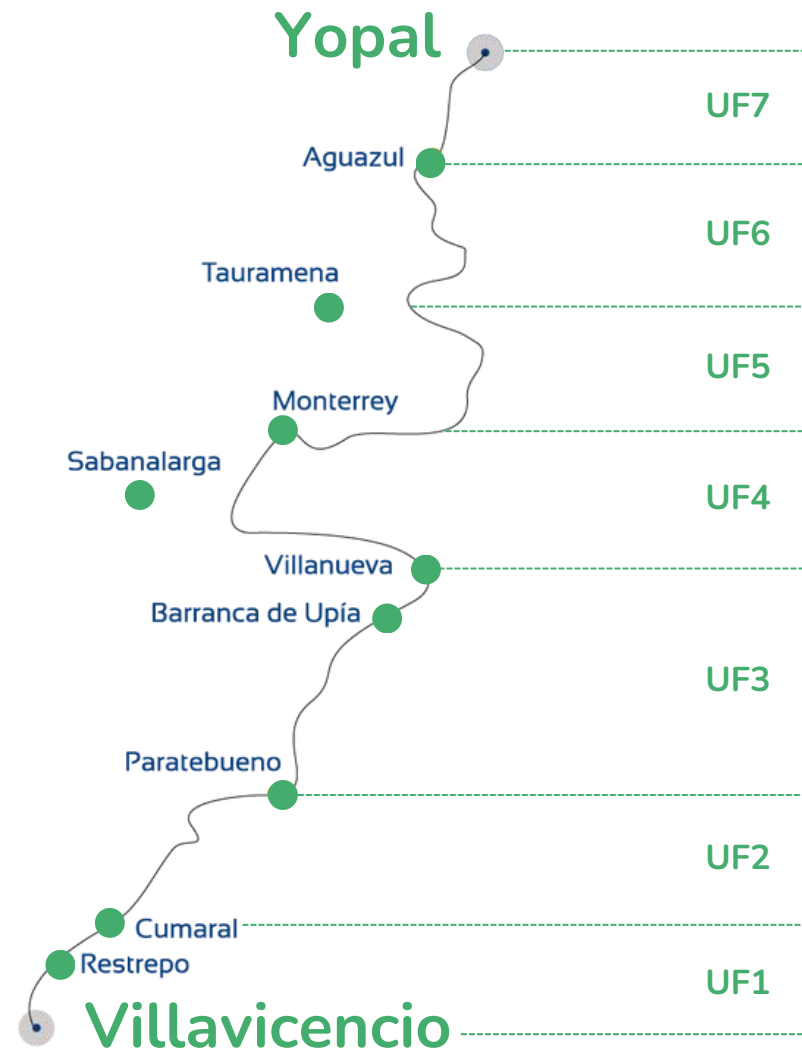 Yopal
UF7
Aguazul
UF6
Tauramena
UF5
Monterrey
Sabanalarga
UF4
Villanueva
Barranca de Upía
UF3
Paratebueno
UF2
Cumaral
Restrepo
UF1
Villavicencio